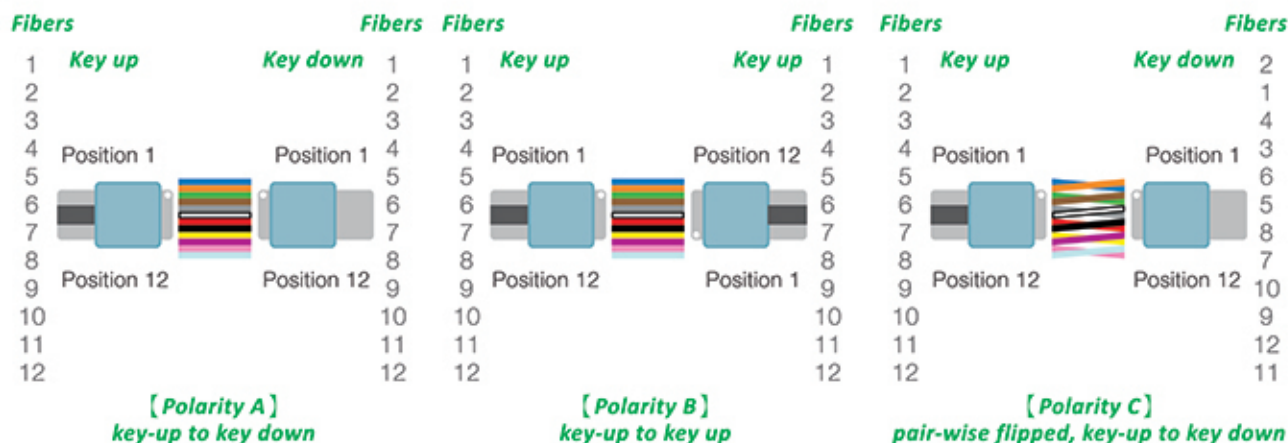 Fibers Fibers
Key up Key down
1 1
2 2
3 3
4 4
Position 1 Position 1
5 5
6 6
7 7
8 8
Position 12 Position 12
9 9
10 10
11 11
12 12
【Polarity A】
key-up to key down
Fibers Fibers
Key up Key up
1 1
2 2
3 3
4 4
Position 1 Position 12
5 5
6 6
7 7
8 8
Position 12 Position 1
9 9
10 10
11 11
12 12
【Polarity B】
key-up to key up
Fibers Fibers
Key up Key down
1 2
2 1
3 4
4 3
Position 1 Position 1
5 6
6 5
7 8
8 7
Position 12 Position 12
9 10
10 9
11 12
12 11
【Polarity C】
pair-wise flipped, key-up to key down